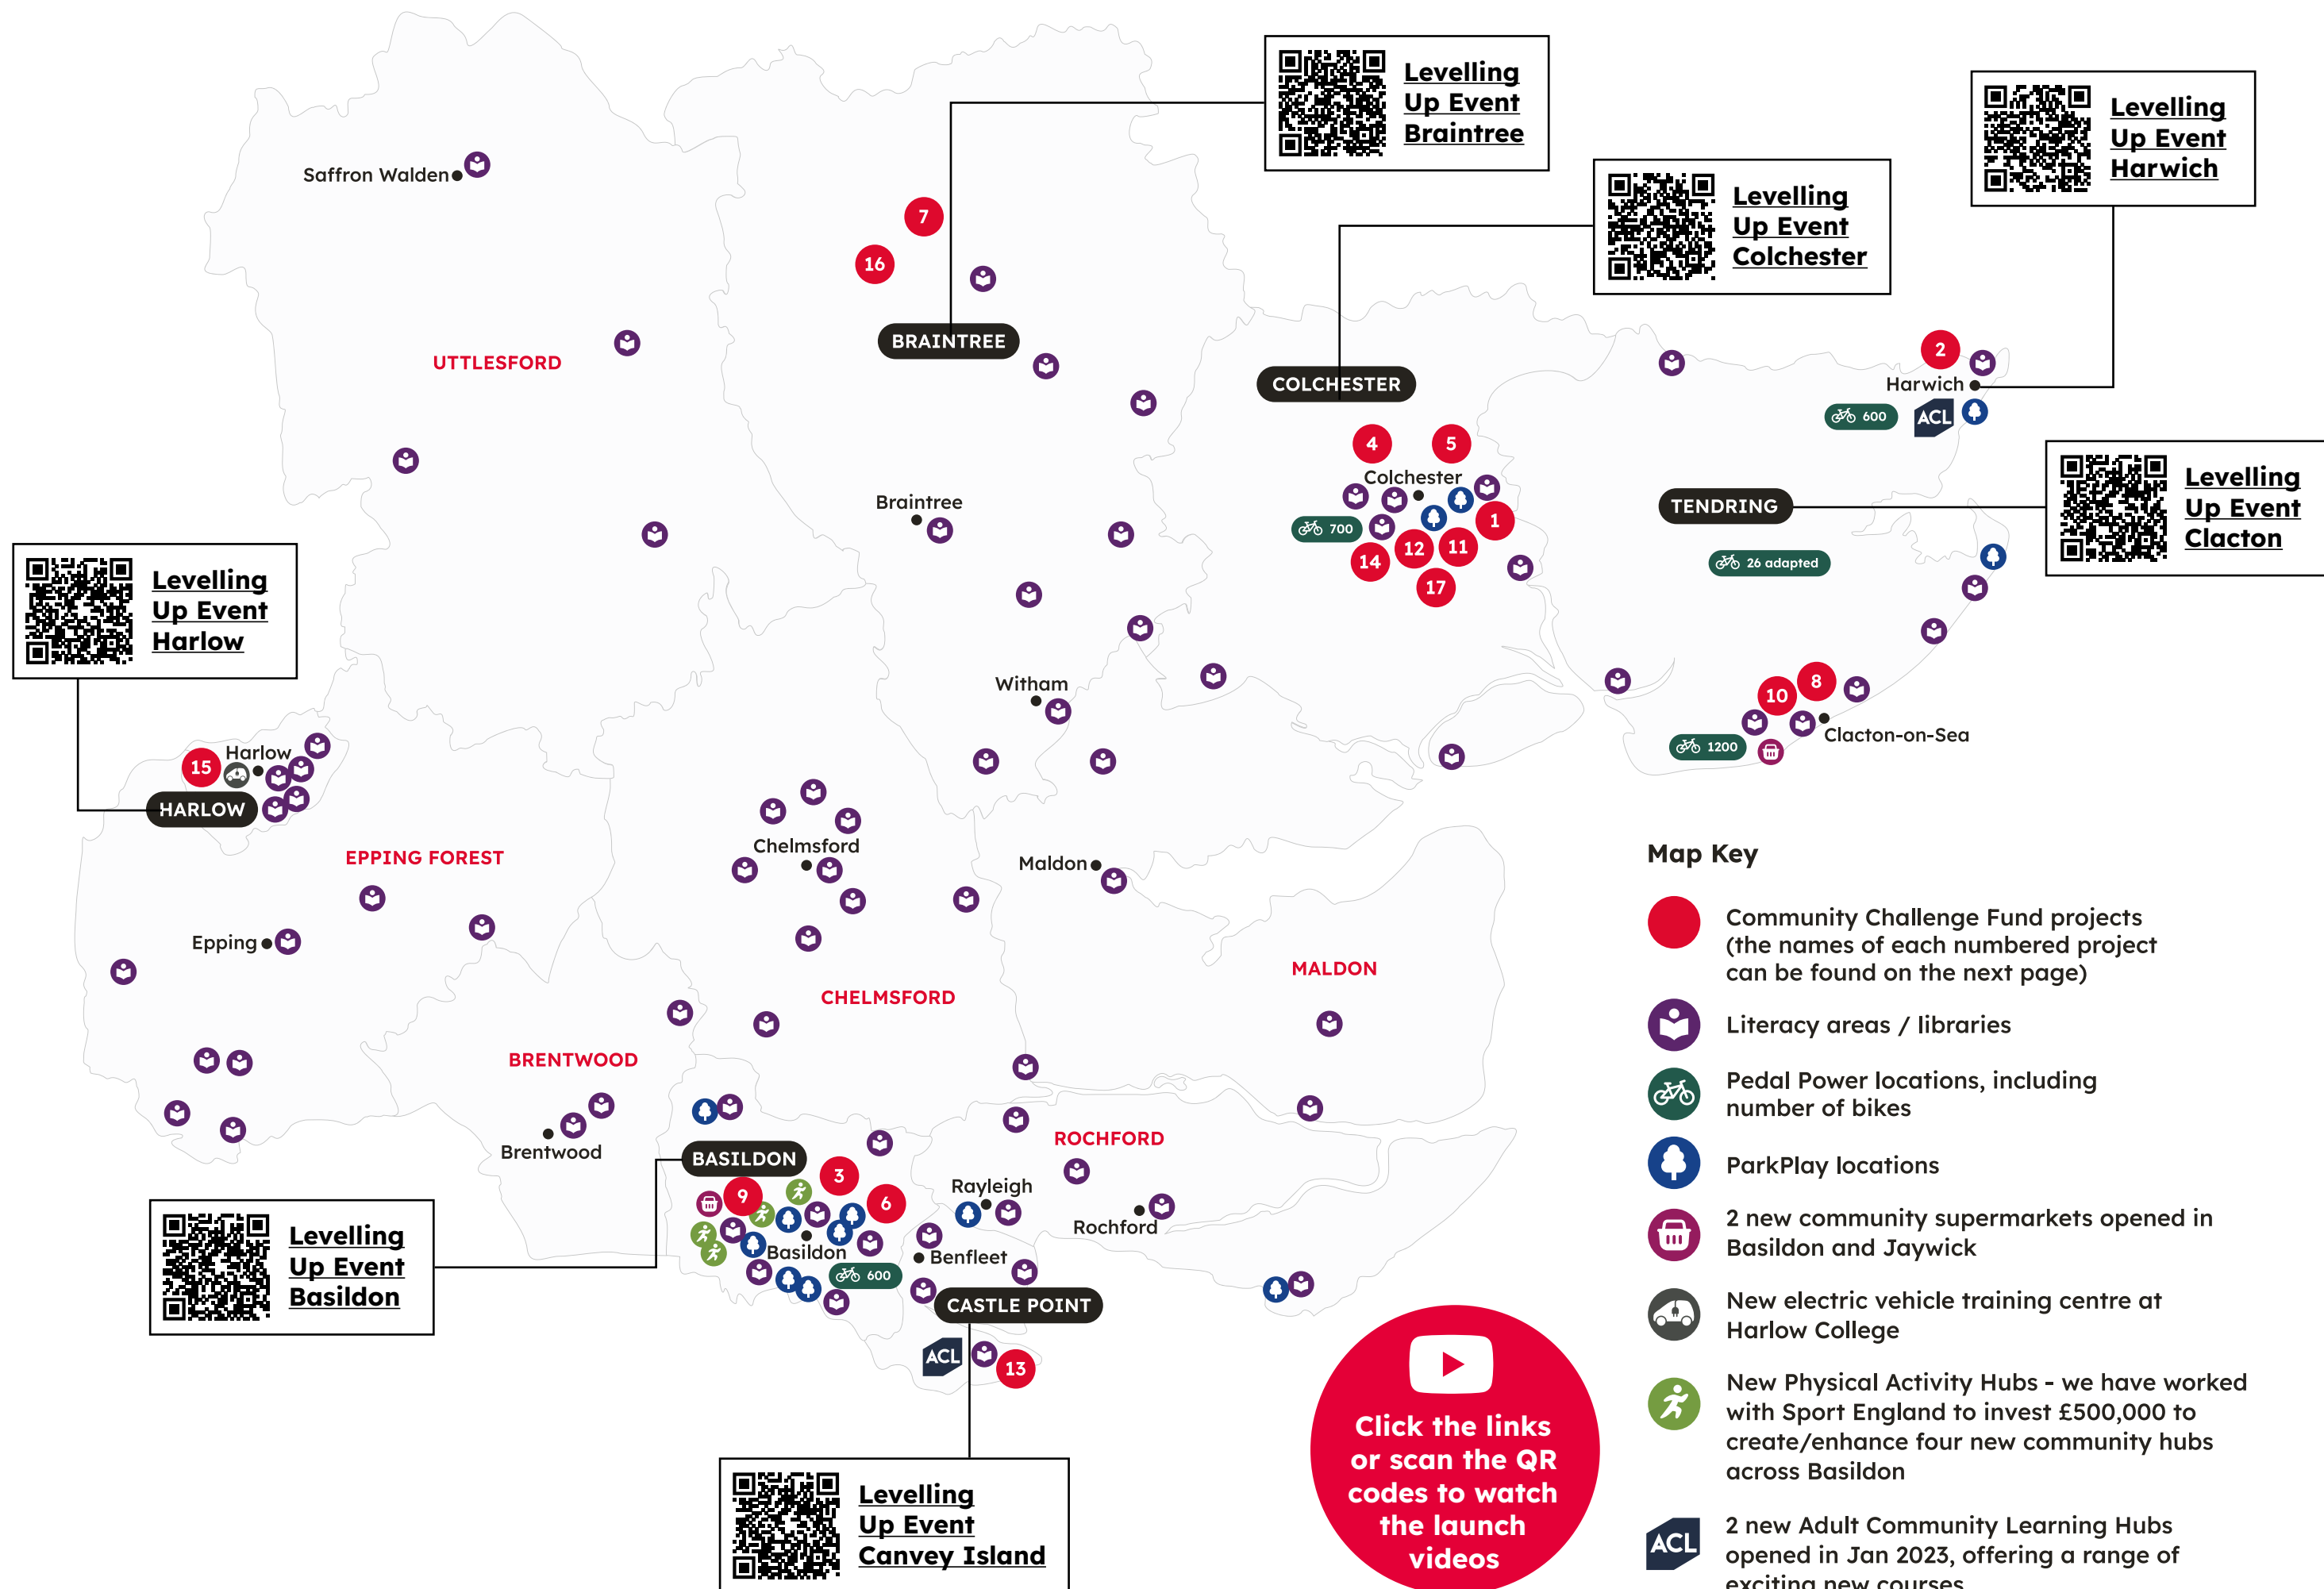 Levelling
Up Event
Braintree
Levelling
Up Event
Harwich
Levelling
Up Event
Colchester
Saffron Walden
7
16
BRAINTREE
UTTLESFORD
COLCHESTER
2
Harwich
600
ACL
4
5
Colchester
Levelling
Up Event
Clacton
TENDRING
Braintree
700
1
12
11
14
17
26 adapted
Levelling
Up Event
Harlow
Witham
10
8
Clacton-on-Sea
1200
15
Harlow
HARLOW
EPPING FOREST
Chelmsford
Maldon
Epping
MALDON
CHELMSFORD
BRENTWOOD
Brentwood
ROCHFORD
BASILDON
3
9
6
Rayleigh
Rochford
Basildon
Benfleet
600
CASTLE POINT
ACL
13
Levelling
Up Event
Basildon
Levelling
Up Event
Canvey Island
Click the links
or scan the QR
codes to watch
the launch
videos
Map Key
Community Challenge Fund projects
(the names of each numbered project
can be found on the next page)
Literacy areas / libraries
Pedal Power locations, including
number of bikes
ParkPlay locations
2 new community supermarkets opened in
Basildon and Jaywick
New electric vehicle training centre at
Harlow College
New Physical Activity Hubs - we have worked
with Sport England to invest £500,000 to
create/enhance four new community hubs
across Basildon
ACL
2 new Adult Community Learning Hubs
opened in Jan 2023, offering a range of
exciting new courses